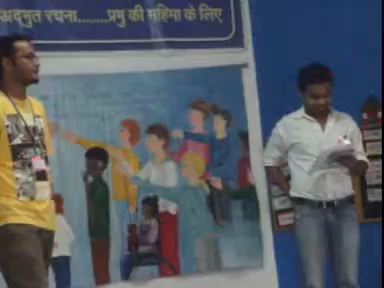 अद्भुत रचना........प्रभु की महिमा के लिए